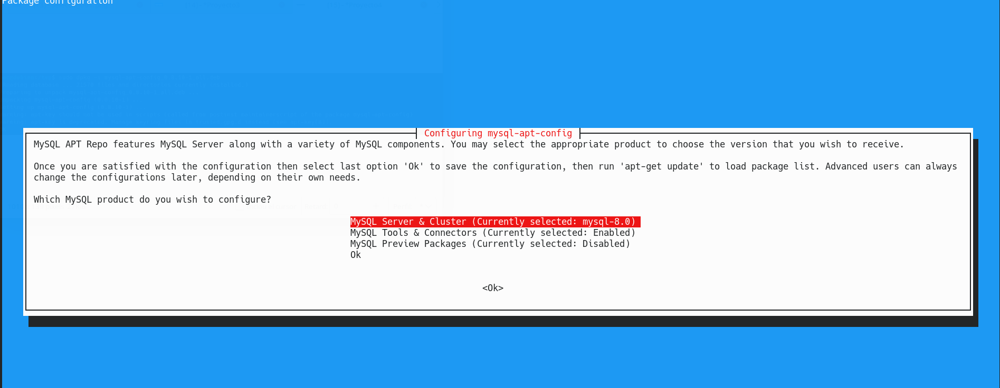 Package configuration
Configuring mysql-apt-config
MySQL APT Repo features MySQL Server along with a variety of MySQL components. You may select the appropriate product to choose the version that you wish to receive.
Once you are satisfied with the configuration then select last option 'Ok' to save the configuration, then run 'apt-get update' to load package list. Advanced users can always
change the configurations later, depending on their own needs.
Which MySQL product do you wish to configure?
MySQL Server & Cluster (Currently selected: mysql-8.0)
MySQL Tools & Connectors (Currently selected: Enabled)
MySQL Preview Packages (Currently selected: Disabled)
Ok
<Ok>